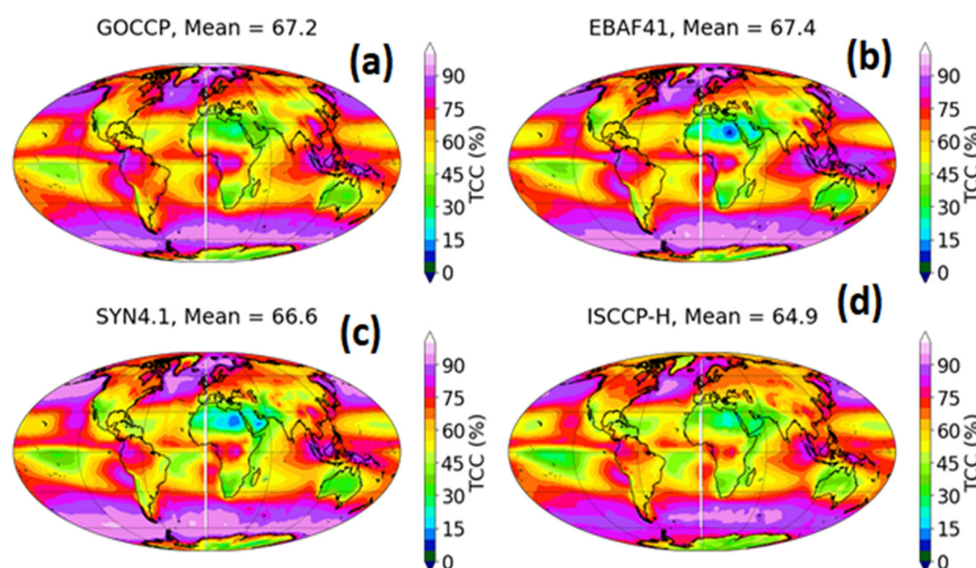 GOCCP, Mean = 67.2
(a)
90
75
60
45
30
15
0
TCC (%)
EBAF41, Mean = 67.4
(b)
90
75
60
45
30
15
0
TCC (%)
SYN4.1, Mean = 66.6
(c)
90
75
60
45
30
15
0
TCC (%)
ISCCP-H, Mean = 64.9
(d)
90
75
60
45
30
15
0
TCC (%)